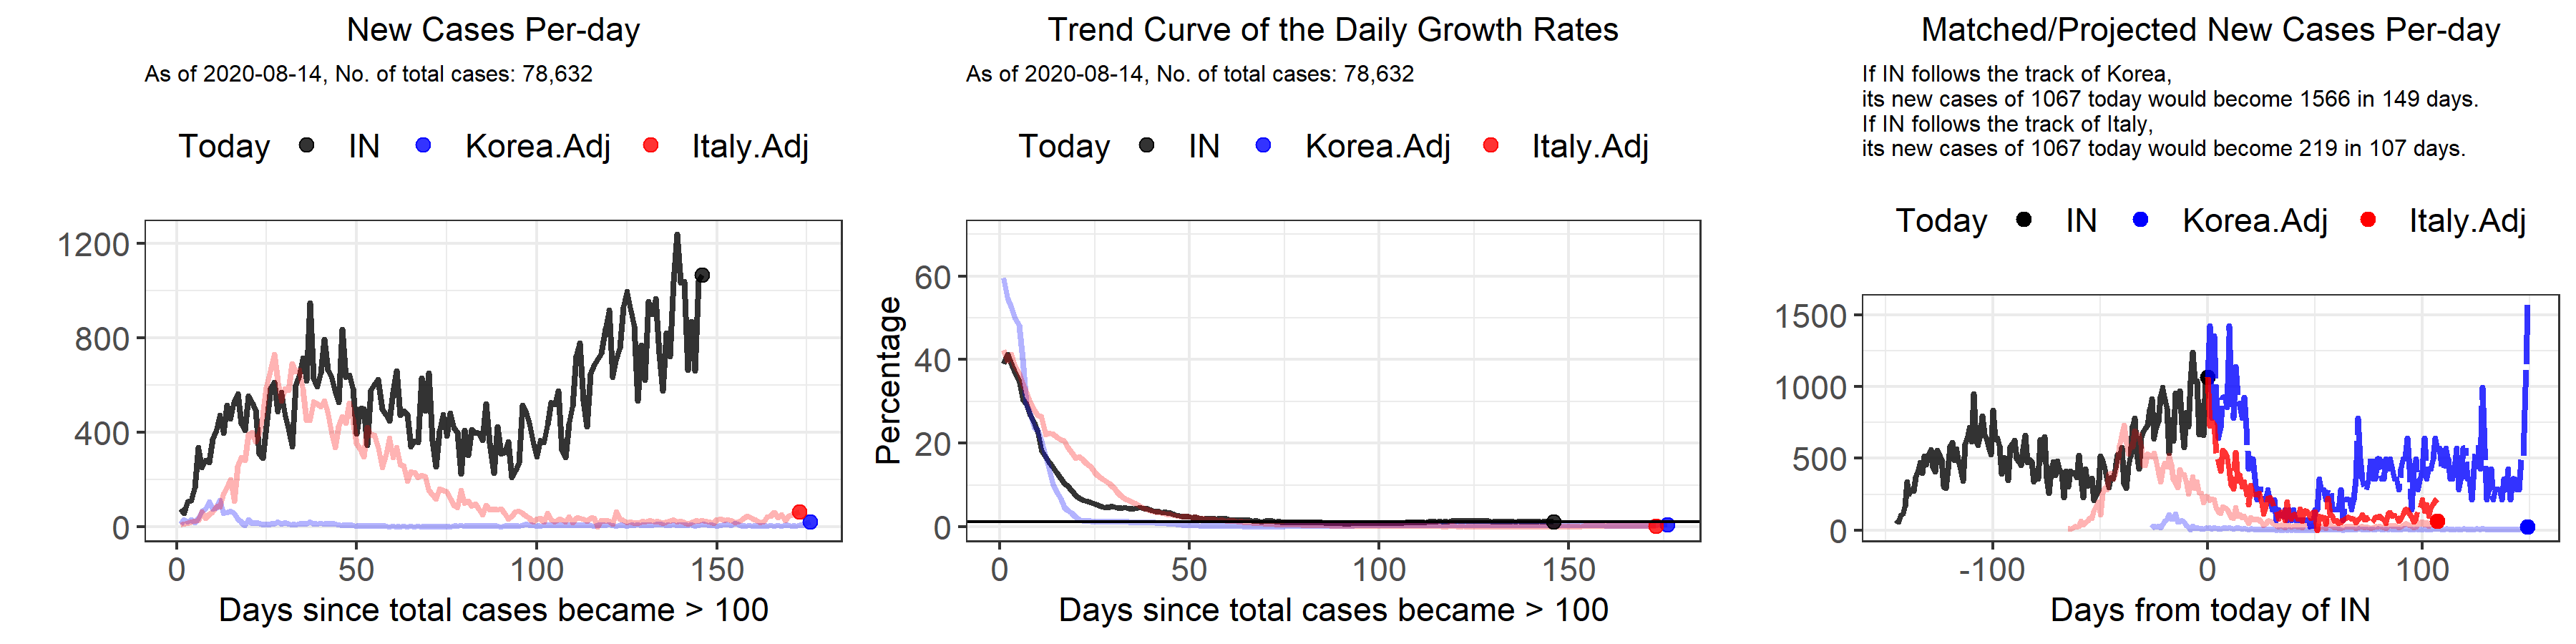 New Cases Per-day
As of 2020-08-14, No. of total cases: 78,632
Today IN Korea.Adj Italy.Adj
1200
800
400
0
0 50 100 150
Days since total cases became > 100
Trend Curve of the Daily Growth Rates
As of 2020-08-14, No. of total cases: 78,632
Today IN Korea.Adj Italy.Adj
Percentage
60
40
20
0
0 50 100 150
Days since total cases became > 100
Matched/Projected New Cases Per-day
If IN follows the track of Korea,
its new cases of 1067 today would become 1566 in 149 days.
If IN follows the track of Italy,
its new cases of 1067 today would become 219 in 107 days.
Today IN Korea.Adj Italy.Adj
1500
1000
500
0
-100 0 100
Days from today of IN